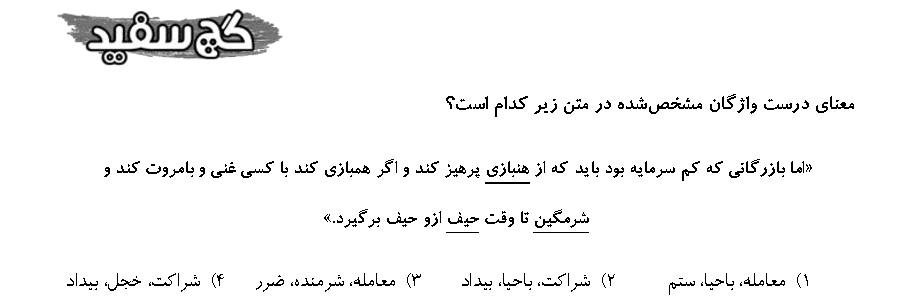 گچ سفید
معنای درست واژگان مشخص‌شده در متن زیر کدام است؟
«اما بازرگانی که کم سرمایه بود باید که از هنبازی پرهیز کند و اگر همبازی کند با کسی غنی و بامروت کند و
شرمگین تا وقت حیف ازو حیف برگیرد.»
۱) معامله، باحیا، ستم ۲) شراکت، باحیا، بیداد ۳) معامله، شرمنده، ضرر ۴) شراکت، خجل، بیداد